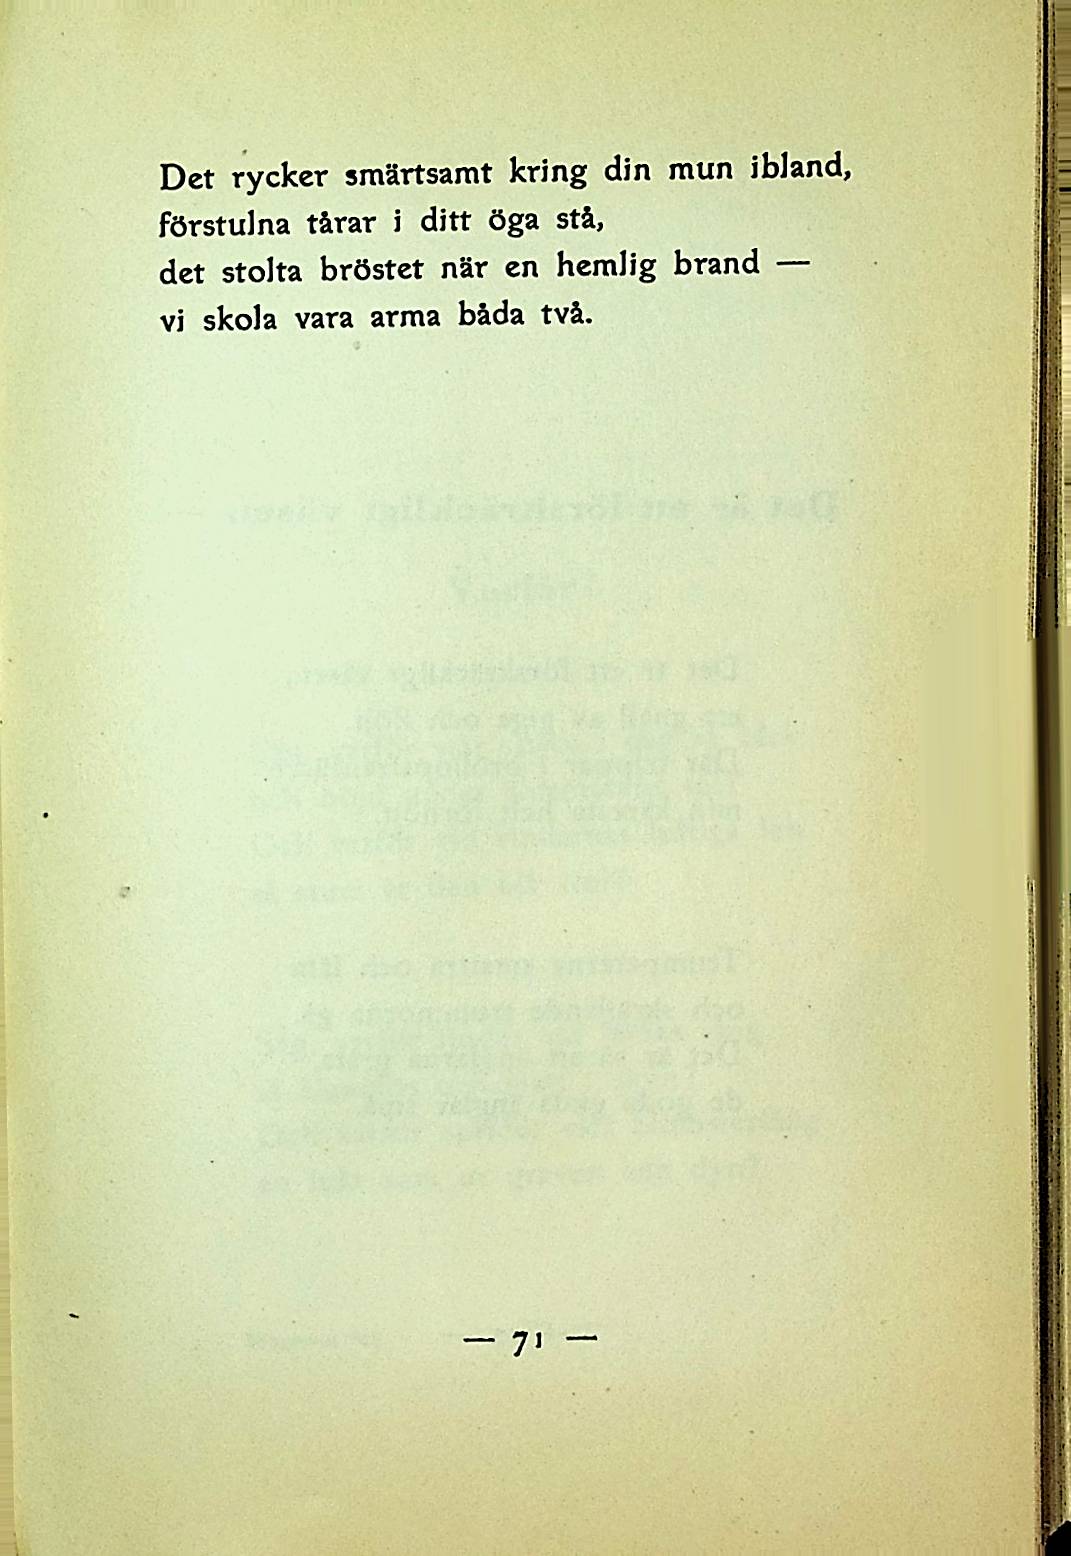 Det rycker smärtsamt kring din mun ibland,
förstulna tårar i ditt öga stå,
det stolta bröstet när en hemlig brand —
vi skola vara arma båda två.
— 71 —